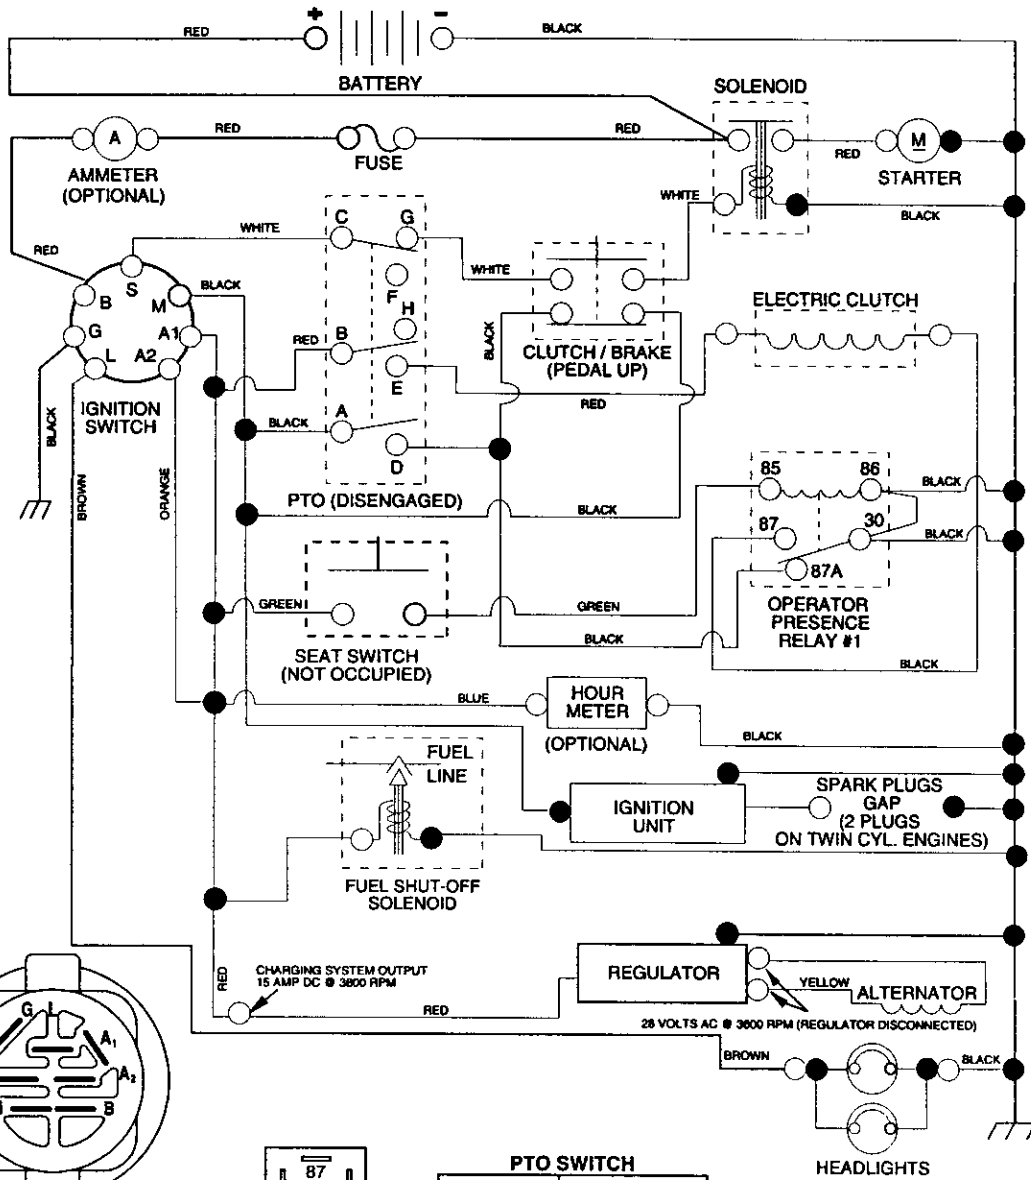 + -
RED
BLACK
BATTERY
SOLENOID
A
RED
RED
AMMETER
(OPTIONAL)
FUSE
RED
M
STARTER
WHITE
BLACK
C G
WHITE
RED
S
BLACK
B M
WHITE
F
G A1
H
ELECTRIC CLUTCH
L A2
RED
B
BLACK
CLUTCH / BRAKE
(PEDAL UP)
E
RED
IGNITION
SWITCH
BLACK
A
BLACK
D
85 86
BLACK
BROWN
ORANGE
PTO (DISENGAGED)
BLACK
87 30
BLACK
87A
GREEN
GREEN
OPERATOR
PRESENCE
RELAY #1
BLACK
SEAT SWITCH
(NOT OCCUPIED)
BLACK
BLUE
HOUR
METER
(OPTIONAL)
BLACK
FUEL
LINE
IGNITION
UNIT
SPARK PLUGS
GAP
(2 PLUGS
ON TWIN CYL. ENGINES)
FUEL SHUT-OFF
SOLENOID
RED
CHARGING SYSTEM OUTPUT
15 AMP DC @ 3600 RPM
RED
REGULATOR
YELLOW
ALTERNATOR
28 VOLTS AC @ 3600 RPM (REGULATOR DISCONNECTED)
BROWN
BLACK
G L
A1
A2
B
HEADLIGHTS
87
PTO SWITCH